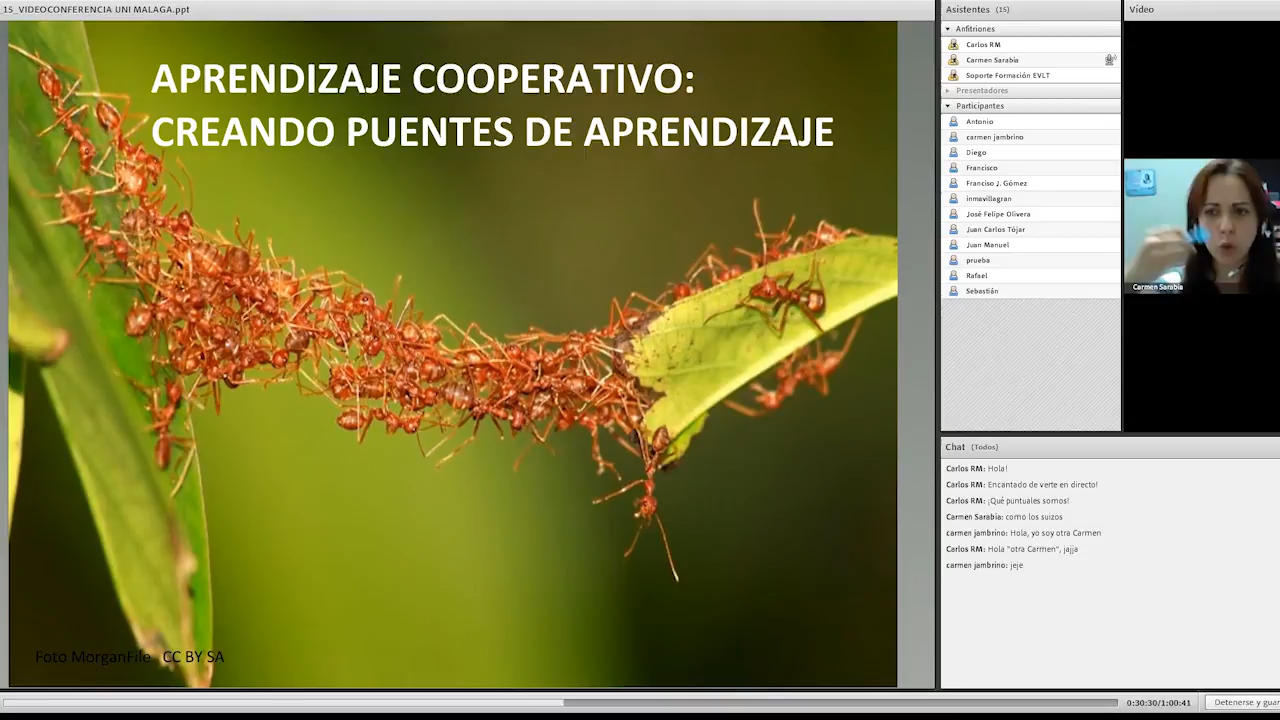 _15_VIDEOCONFERENCIA UNI MALAGA.ppt
APRENDIZAJE COOPERATIVO:
CREANDO PUENTES DE APRENDIZAJE
Foto MorganFile CC BY SA
Asistentes (15)
Anfitriones
Carlos RM
Carmen Sarabia
Soporte Formación EVLT
Presentadores
Participantes
Antonio
carmen jambrino
Diego
Francisco
Franciso J. Gómez
inmavillagran
José Felipe Olivera
Juan Carlos Tójar
Juan Manuel
prueba
Rafael
Sebastián
Vídeo
Carmen Sarabia
Chat (Todos)
Carlos RM: Hola!
Carlos RM: Encantado de verte en directo!
Carlos RM: ¡Qué puntuales somos!
Carmen Sarabia: como los suizos
carmen jambrino: Hola, yo soy otra Carmen
Carlos RM: Hola "otra Carmen", jajja
carmen jambrino: jeje
0:30:30/1:00:41
Detenerse y guar